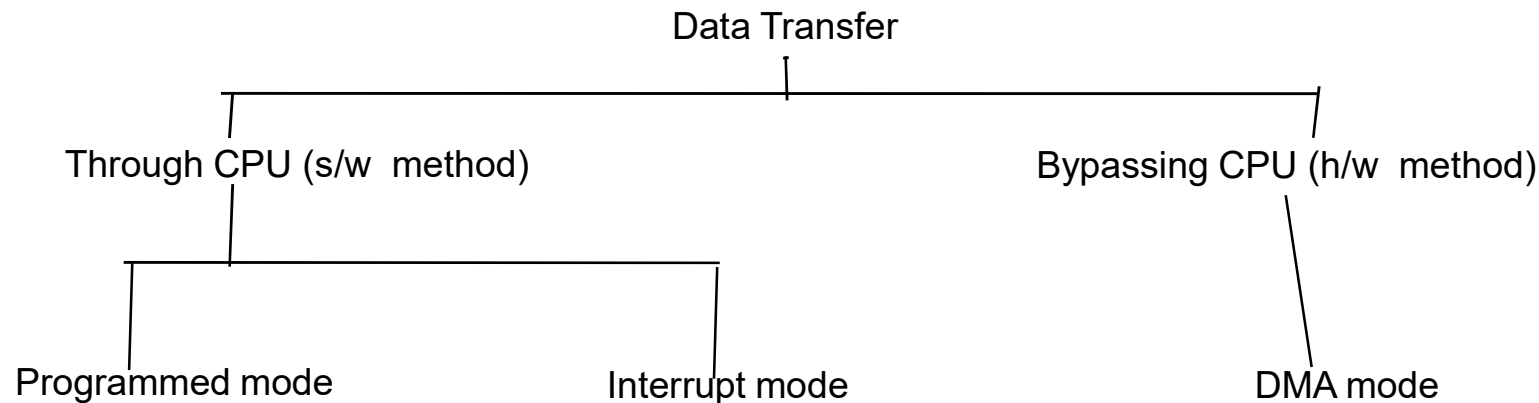 Data Transfer
Through CPU (s/w method)
Bypassing CPU (h/w method)
Programmed mode
Interrupt mode
DMA mode